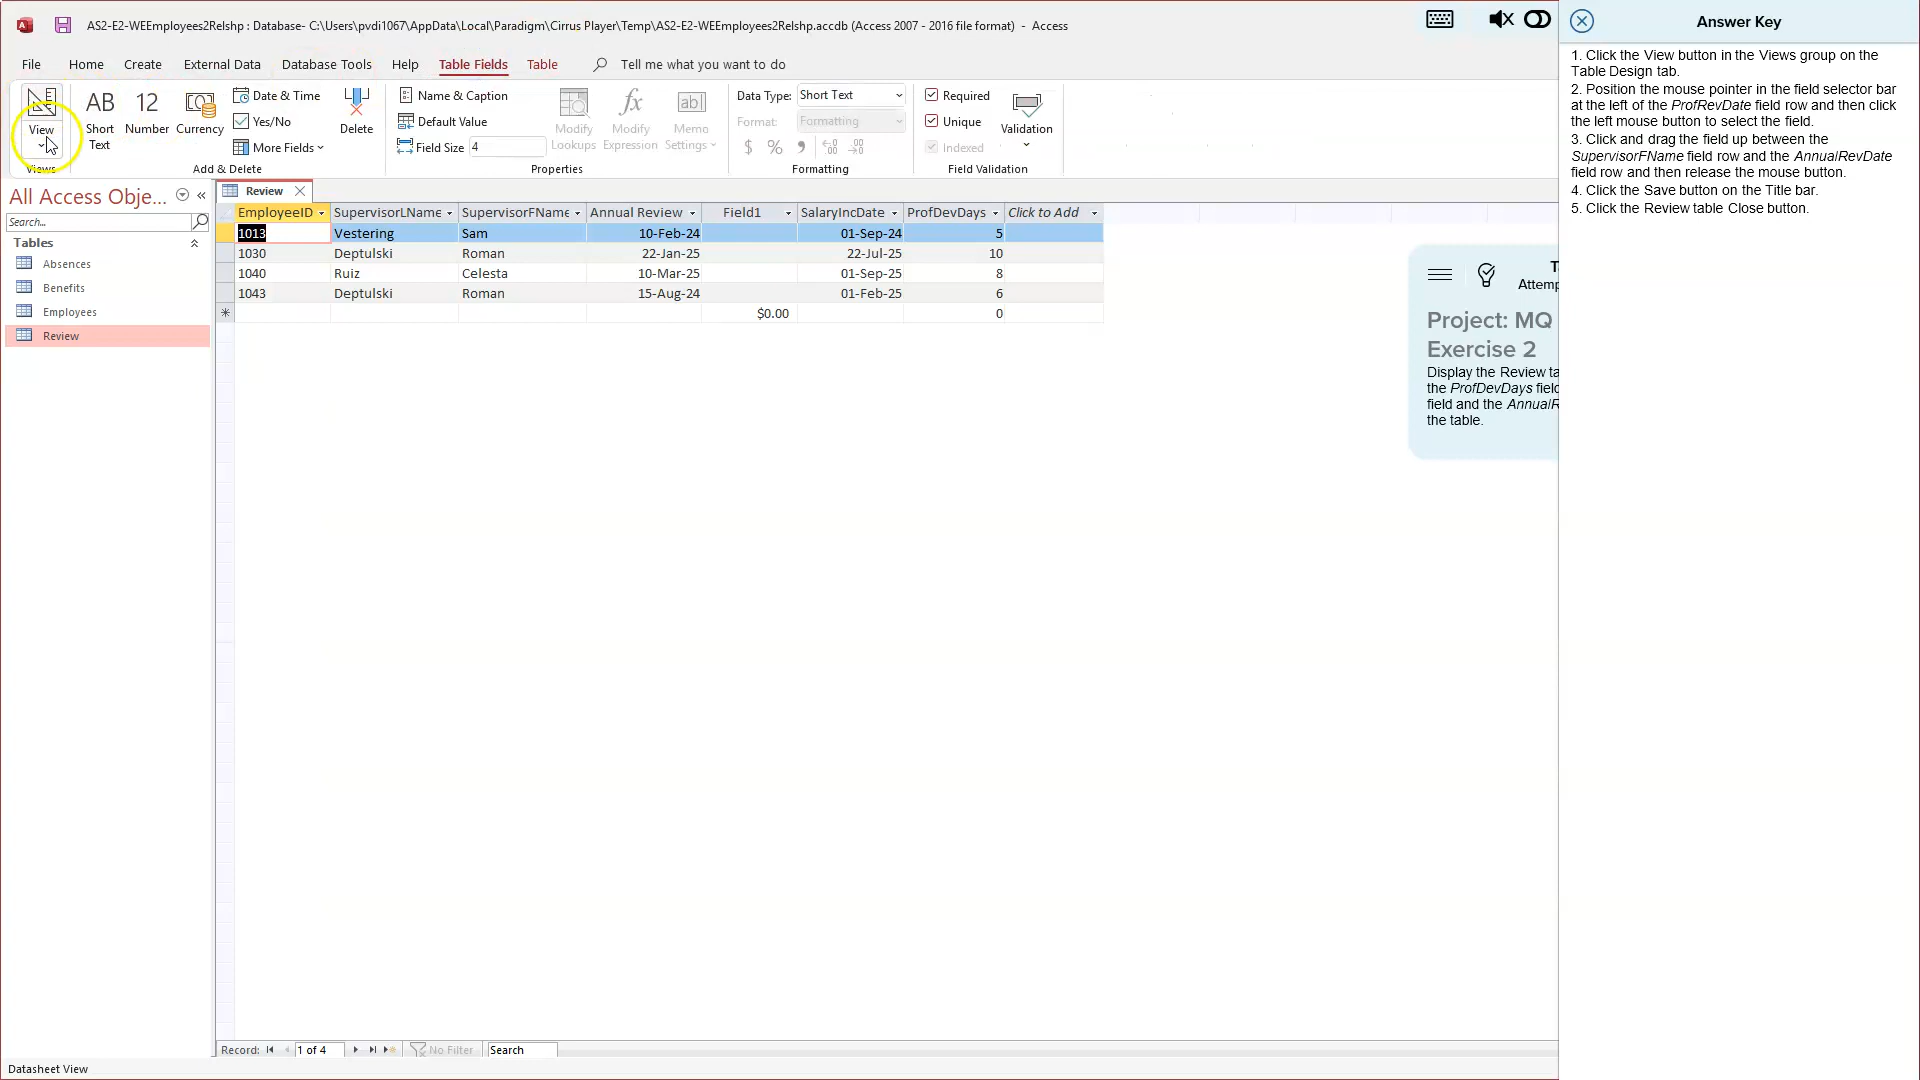 AS2-E2-WEEmployees2Relshp : Database- C:\Users\pvdi1067\AppData\Local\Paradigm\Cirrus Player\Temp\AS2-E2-WEEmployees2Relshp.accdb (Access 2007 - 2016 file format) - Access
File Home Create External Data Database Tools Help Table Fields Table Tell me what you want to do
View
Views
AB Short Text
12 Number
Currency
Date & Time
Yes/No
More Fields
Delete
Add & Delete
Name & Caption
Default Value
Field Size 4
Modify Lookups
Modify Expression
Memo Settings
Properties
Data Type: Short Text
Format: Formatting
$ % 
Formatting
Required
Unique
Indexed
Validation
Field Validation
All Access Obje...
Search...
Tables
Absences
Benefits
Employees
Review
Review
EmployeeID SupervisorLName SupervisorFName Annual Review Field1 SalaryIncDate ProfDevDays Click to Add
1013 Vestering Sam 10-Feb-24 01-Sep-24 5
1030 Deptulski Roman 22-Jan-25 22-Jul-25 10
1040 Ruiz Celesta 10-Mar-25 01-Sep-25 8
1043 Deptulski Roman 15-Aug-24 01-Feb-25 6
* $0.00 0
Record: 1 of 4 No Filter Search
Datasheet View
Attemp
Project: MQ
Exercise 2
Display the Review ta
the ProfDevDays field
field and the AnnualR
the table.
Answer Key
1. Click the View button in the Views group on the
Table Design tab.
2. Position the mouse pointer in the field selector bar
at the left of the ProfRevDate field row and then click
the left mouse button to select the field.
3. Click and drag the field up between the
SupervisorFName field row and the AnnualRevDate
field row and then release the mouse button.
4. Click the Save button on the Title bar.
5. Click the Review table Close button.